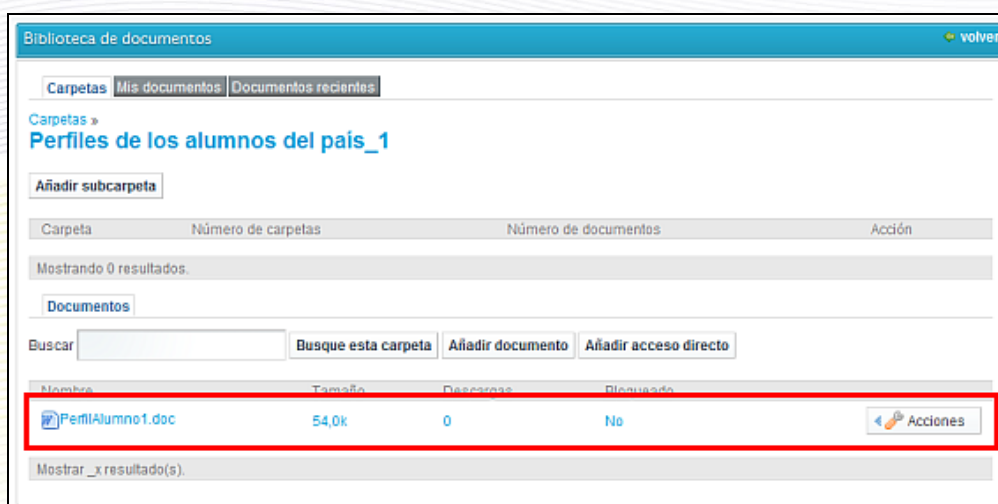 Biblioteca de documentos volver
Carpetas Mis documentos Documentos recientes
Carpetas »
Perfiles de los alumnos del pais_1
Añadir subcarpeta
Carpeta Número de carpetas Número de documentos Acción
Mostrando 0 resultados.
Documentos
Buscar Busque esta carpeta Añadir documento Añadir acceso directo
Nombre Tamaño Descargas Bloqueado
PerfilAlumno1.doc 54,0k 0 No Acciones
Mostrar _x resultado(s).